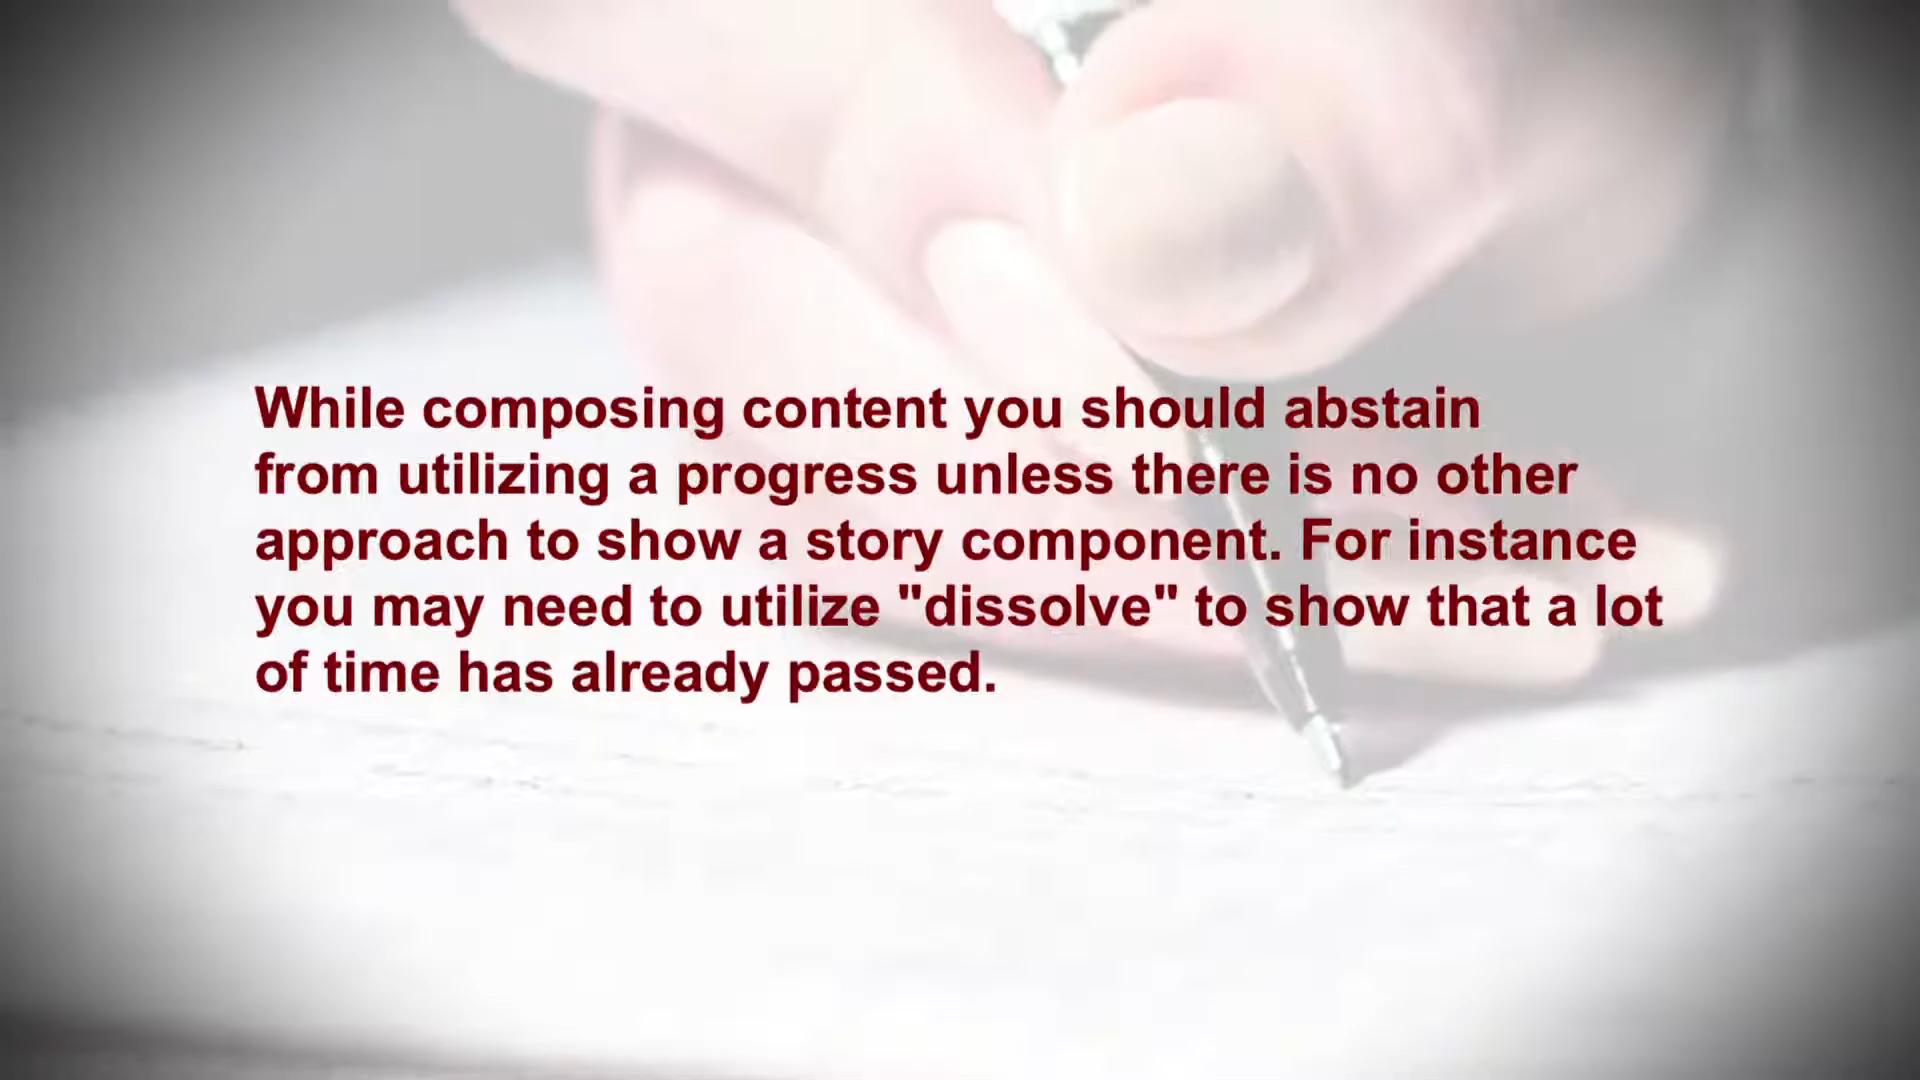 While composing content you should abstain
from utilizing a progress unless there is no other
approach to show a story component. For instance
you may need to utilize "dissolve" to show that a lot
of time has already passed.